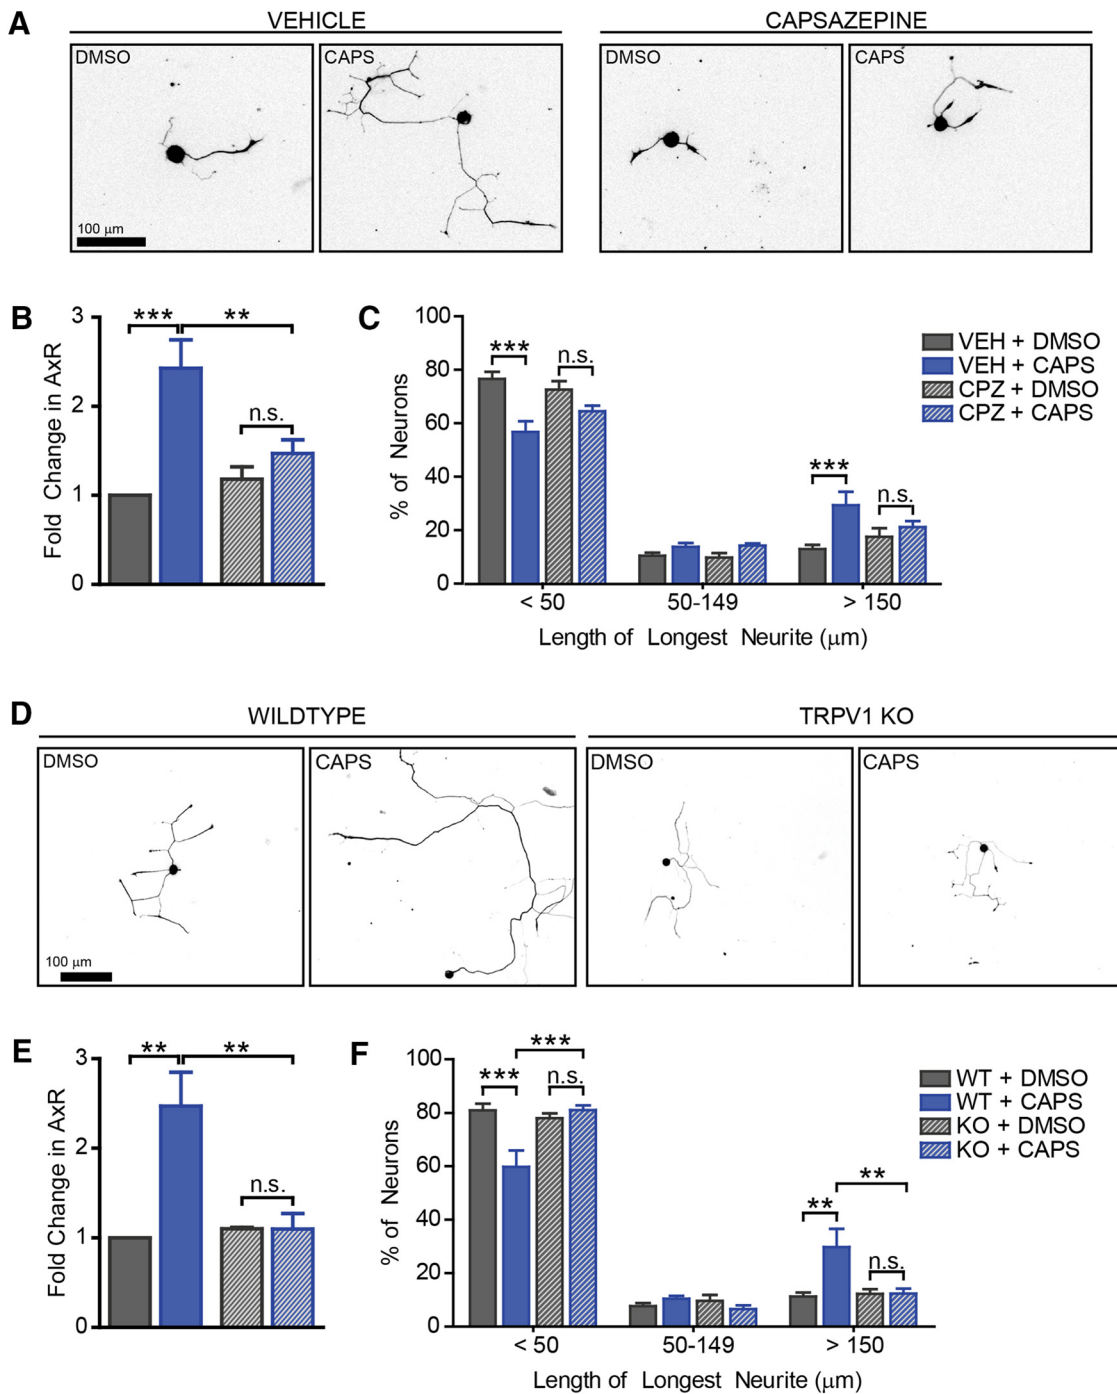 A
VEHICLE
CAPSAZEPINE
DMSO
CAPS
DMSO
CAPS
100 μm
B
3
2
1
0
Fold Change in AxR
***
**
n.s.
C
100
80
60
40
20
0
% of Neurons
***
n.s.
***
n.s.
< 50
50-149
> 150
Length of Longest Neurite (μm)
VEH + DMSO
VEH + CAPS
CPZ + DMSO
CPZ + CAPS
D
WILDTYPE
TRPV1 KO
DMSO
CAPS
DMSO
CAPS
100 μm
E
3
2
1
0
Fold Change in AxR
**
**
n.s.
F
100
80
60
40
20
0
% of Neurons
***
***
n.s.
**
**
n.s.
< 50
50-149
> 150
Length of Longest Neurite (μm)
WT + DMSO
WT + CAPS
KO + DMSO
KO + CAPS